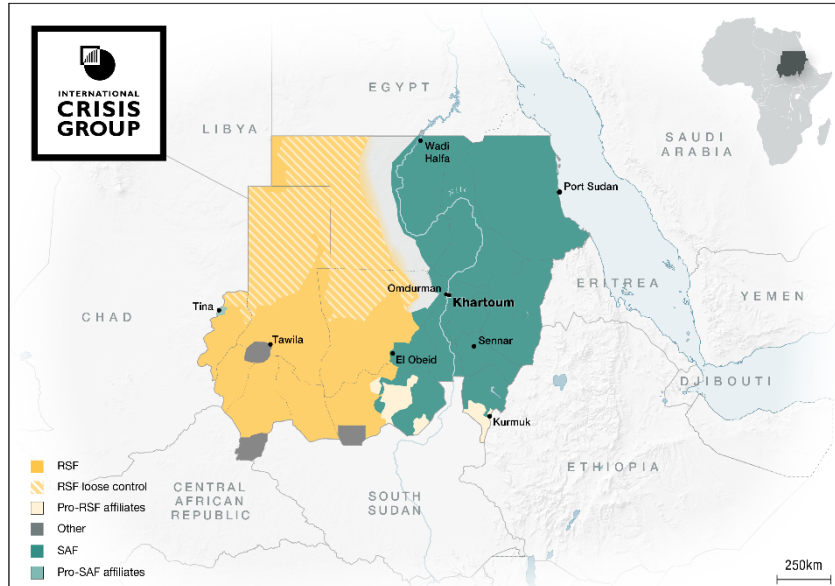 INTERNATIONAL
CRISIS
GROUP
EGYPT
LIBYA
SAUDI
ARABIA
Wadi
Halfa
Port Sudan
Nile
Omdurman
Khartoum
ERITREA
YEMEN
CHAD
Tina
Tawila
El Obeid
Sennar
DJIBOUTI
Kurmuk
ETHIOPIA
CENTRAL
AFRICAN
REPUBLIC
SOUTH
SUDAN
RSF
RSF loose control
Pro-RSF affiliates
Other
SAF
Pro-SAF affiliates
250km